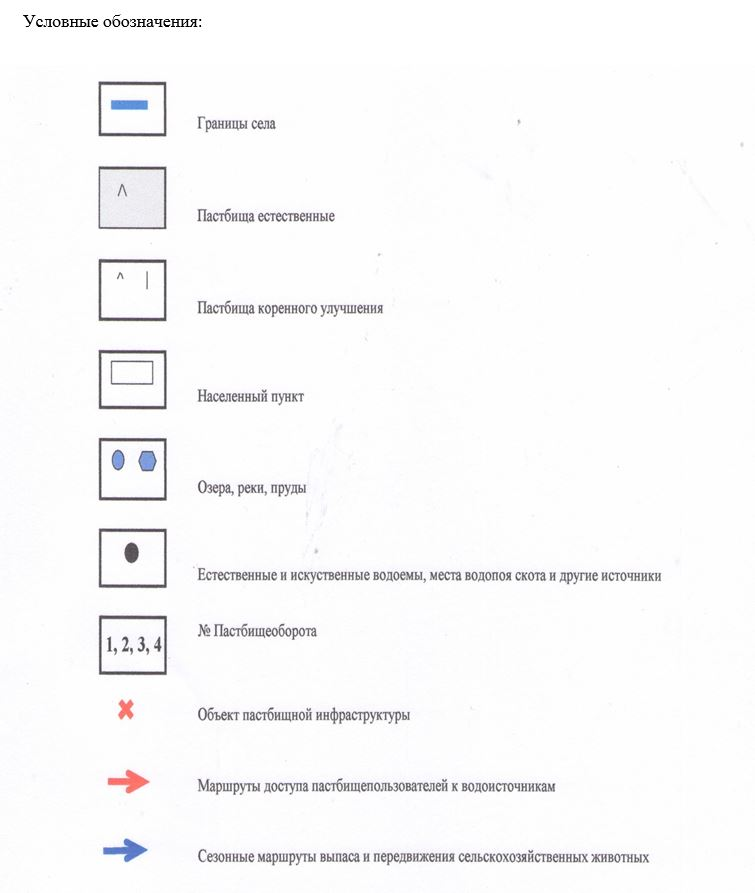 Условные обозначения:
Границы села
Пастбища естественные
Пастбища коренного улучшения
Населенный пункт
Озера, реки, пруды
Естественные и искуственные водоемы, места водопоя скота и другие источники
1, 2, 3, 4
№ Пастбищеоборота
Объект пастбищной инфраструктуры
Маршруты доступа пастбищепользователей к водоисточникам
Сезонные маршруты выпаса и передвижения сельскохозяйственных животных